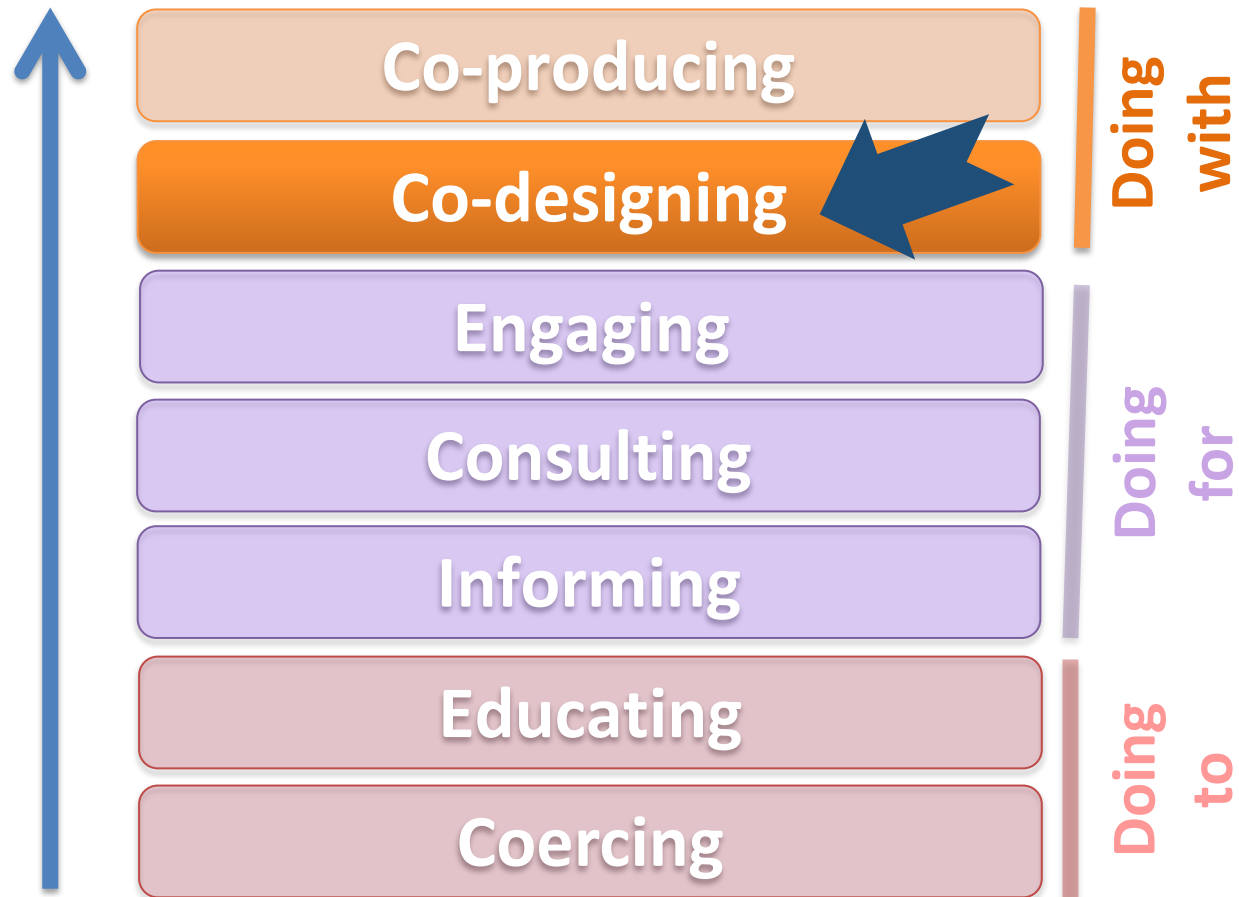 Co-producing
Co-designing
Engaging
Consulting
Informing
Educating
Coercing
Doing
with
Doing
for
Doing
to